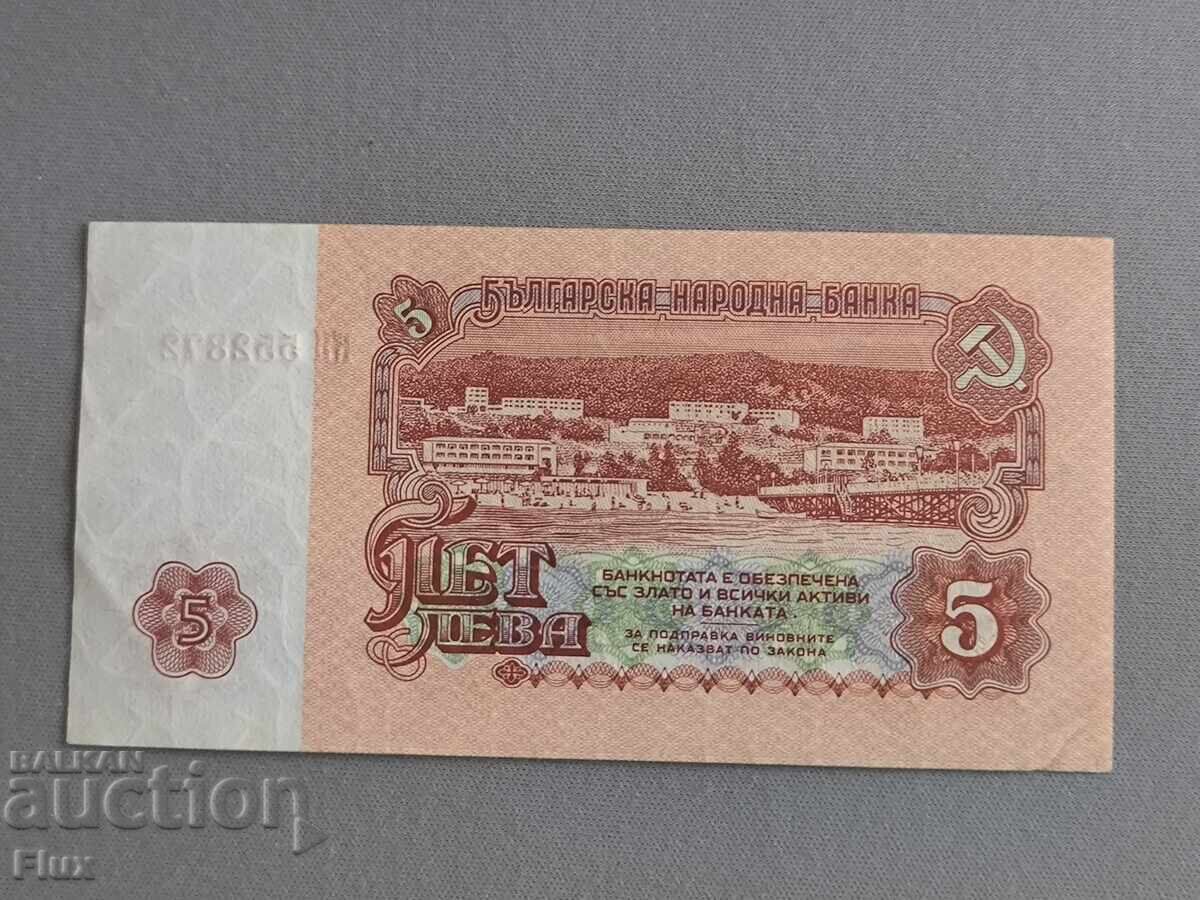 5
БЪЛГАРСКА НАРОДНА БАНКА
552872
ПЕТ
ЛЕВА
БАНКНОТАТА Е ОБЕЗПЕЧЕНА
СЪС ЗЛАТО И ВСИЧКИ АКТИВИ
НА БАНКАТА.
ЗА ПОДПРАВКА ВИНОВНИТЕ
СЕ НАКАЗВАТ ПО ЗАКОНА
5
5
BALKAN
auction
Flux